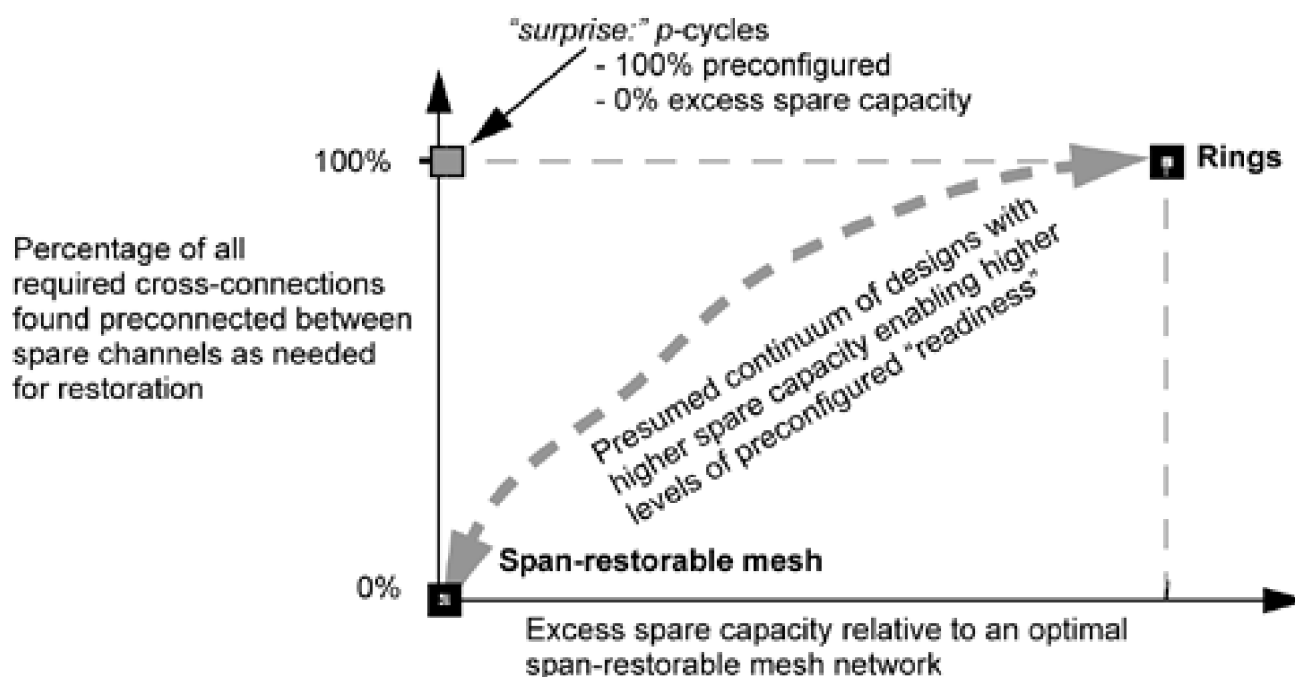 “surprise:” p-cycles
- 100% preconfigured
- 0% excess spare capacity
100%
Rings
Percentage of all
required cross-connections
found preconnected between
spare channels as needed
for restoration
Presumed continuum of designs with
higher spare capacity enabling higher
levels of preconfigured “readiness”
Span-restorable mesh
0%
Excess spare capacity relative to an optimal
span-restorable mesh network